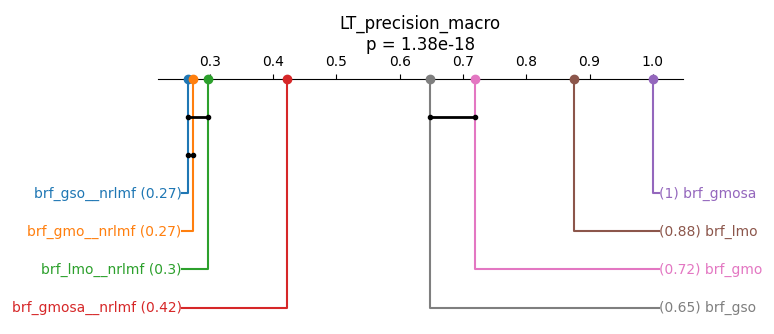 LT_precision_macro
p = 1.38e-18
0.3 0.4 0.5 0.6 0.7 0.8 0.9 1.0
brf_gso__nrlmf (0.27) (1) brf_gmosa
brf_gmo__nrlmf (0.27) (0.88) brf_lmo
brf_lmo__nrlmf (0.3) (0.72) brf_gmo
brf_gmosa__nrlmf (0.42) (0.65) brf_gso